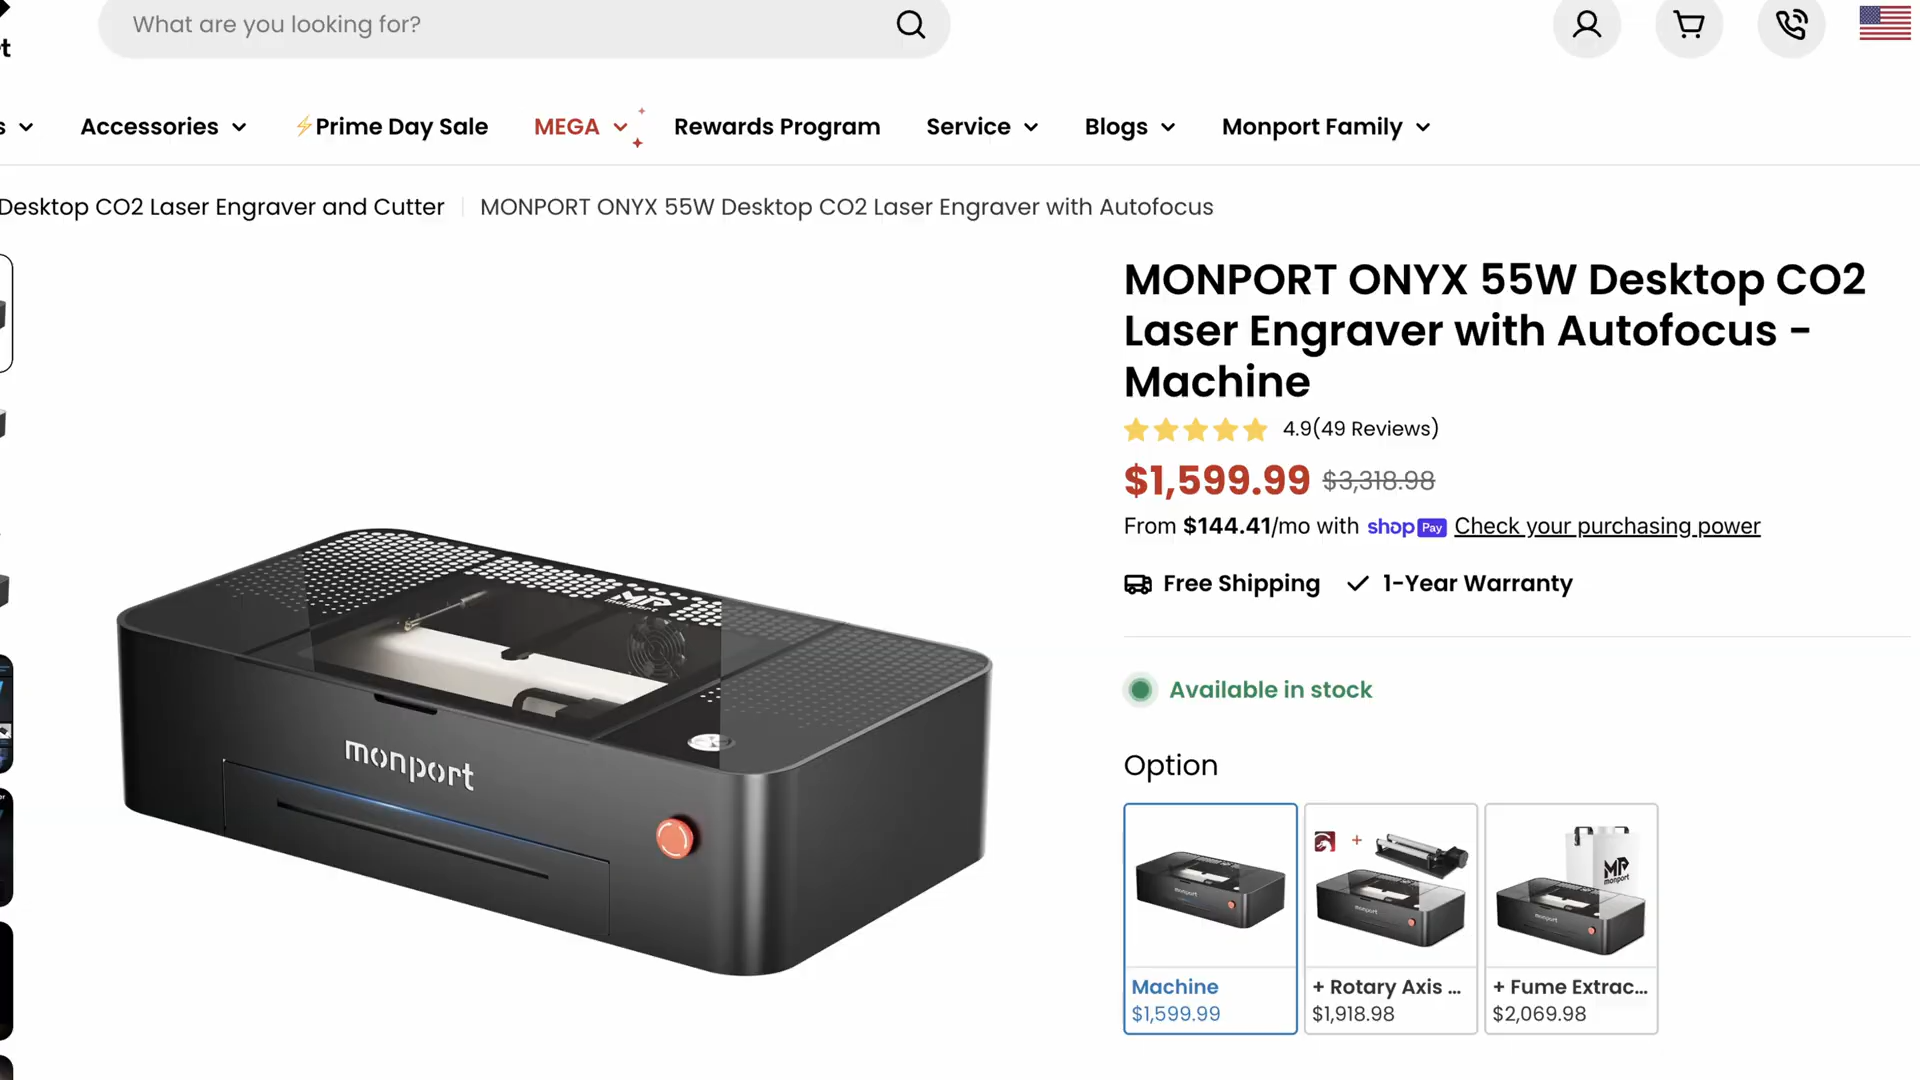 What are you looking for?
Accessories
⚡Prime Day Sale
MEGA
Rewards Program
Service
Blogs
Monport Family
Desktop CO2 Laser Engraver and Cutter
MONPORT ONYX 55W Desktop CO2 Laser Engraver with Autofocus
MONPORT ONYX 55W Desktop CO2
Laser Engraver with Autofocus -
Machine
4.9(49 Reviews)
$1,599.99 $3,318.98
From $144.41/mo with shop Pay Check your purchasing power
Free Shipping
1-Year Warranty
Available in stock
Option
MP
monport
monport
Machine
$1,599.99
+ Rotary Axis ...
$1,918.98
MP
monport
+ Fume Extrac...
$2,069.98